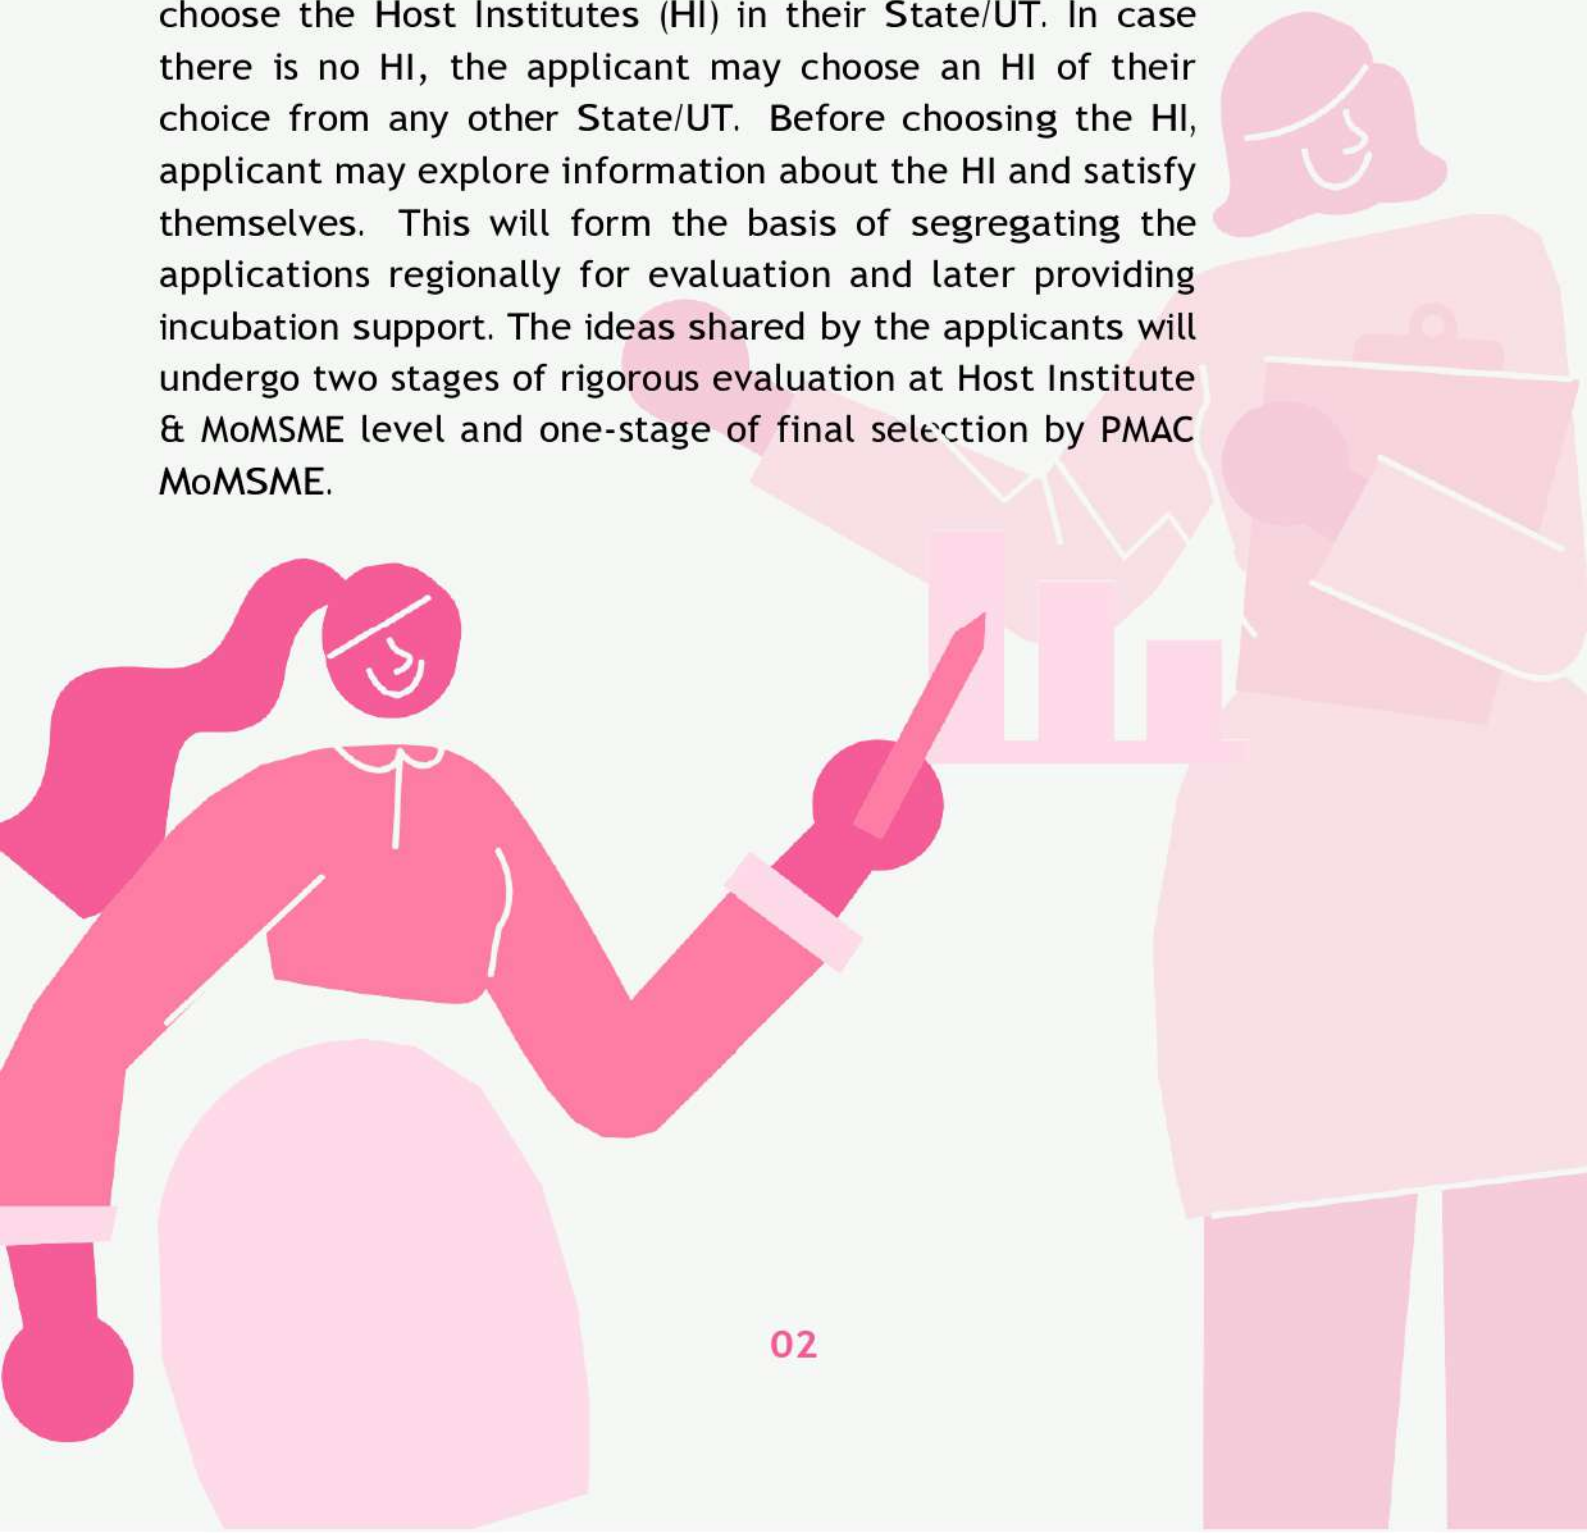 choose the Host Institutes (HI) in their State/UT. In case
there is no HI, the applicant may choose an HI of their
choice from any other State/UT. Before choosing the HI,
applicant may explore information about the HI and satisfy
themselves. This will form the basis of segregating the
applications regionally for evaluation and later providing
incubation support. The ideas shared by the applicants will
undergo two stages of rigorous evaluation at Host Institute
& MoMSME level and one-stage of final selection by PMAC
MoMSME.
02